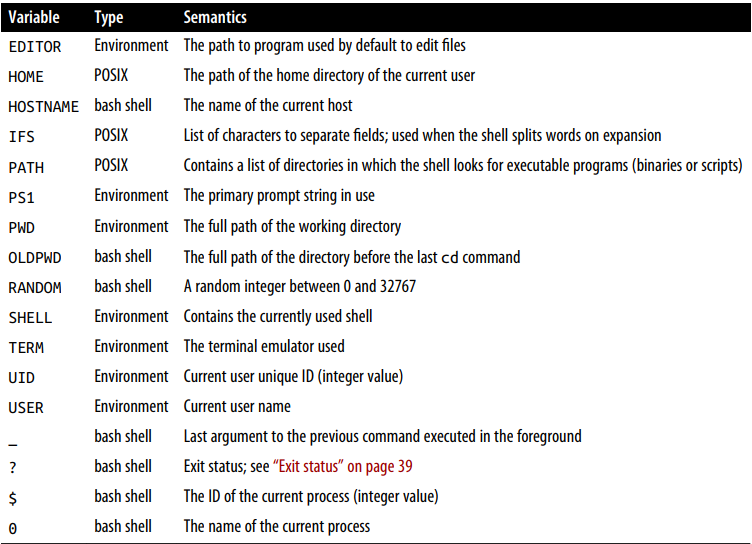 Variable Type Semantics
EDITOR Environment The path to program used by default to edit files
HOME POSIX The path of the home directory of the current user
HOSTNAME bash shell The name of the current host
IFS POSIX List of characters to separate fields; used when the shell splits words on expansion
PATH POSIX Contains a list of directories in which the shell looks for executable programs (binaries or scripts)
PS1 Environment The primary prompt string in use
PWD Environment The full path of the working directory
OLDPWD bash shell The full path of the directory before the last cd command
RANDOM bash shell A random integer between 0 and 32767
SHELL Environment Contains the currently used shell
TERM Environment The terminal emulator used
UID Environment Current user unique ID (integer value)
USER Environment Current user name
_ bash shell Last argument to the previous command executed in the foreground
? bash shell Exit status; see “Exit status” on page 39
$ bash shell The ID of the current process (integer value)
0 bash shell The name of the current process